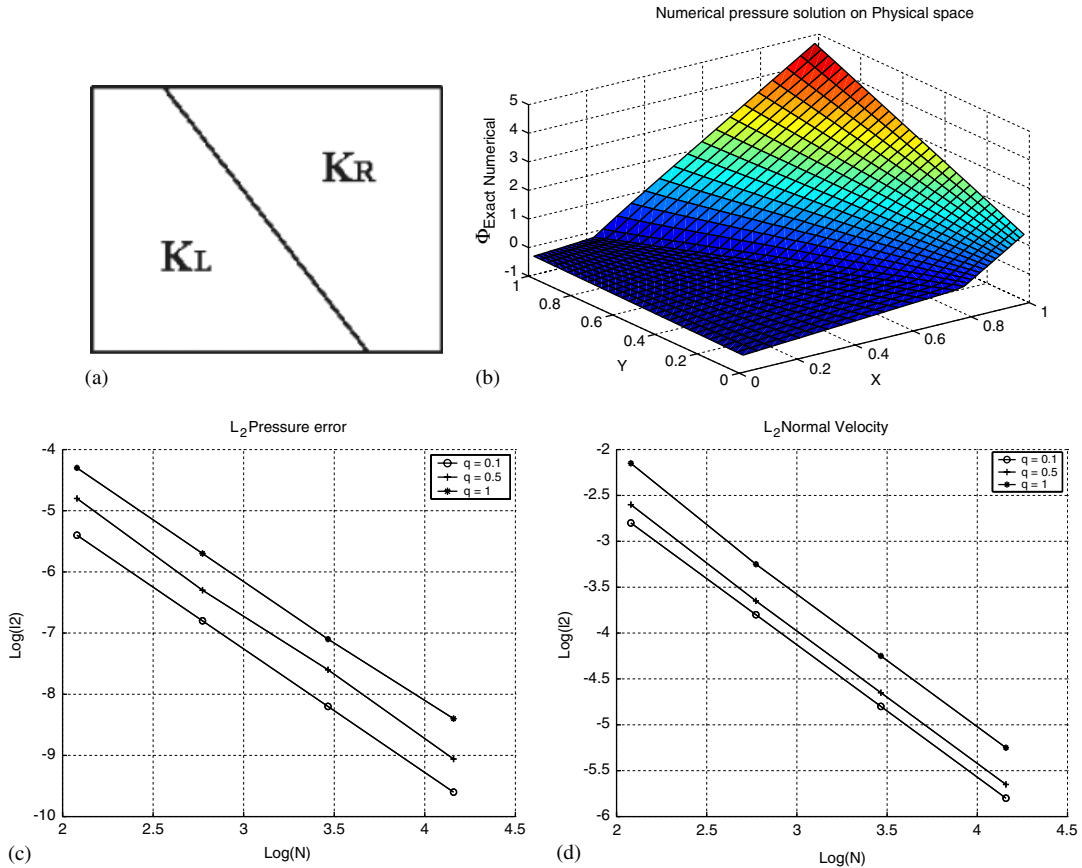 Numerical pressure solution on Physical space
KR
KL
(a)
ΦExact Numerical
5
4
3
2
1
0
-1
1
0.8
0.6
0.4
0.2
0
Y
0
0.2
0.4
0.6
0.8
1
X
(b)
L2Pressure error
q = 0.1
q = 0.5
q = 1
Log(l2)
-4
-5
-6
-7
-8
-9
-10
2
2.5
3
3.5
4
4.5
Log(N)
(c)
L2Normal Velocity
q = 0.1
q = 0.5
q = 1
Log(l2)
-2
-2.5
-3
-3.5
-4
-4.5
-5
-5.5
-6
2
2.5
3
3.5
4
4.5
Log(N)
(d)